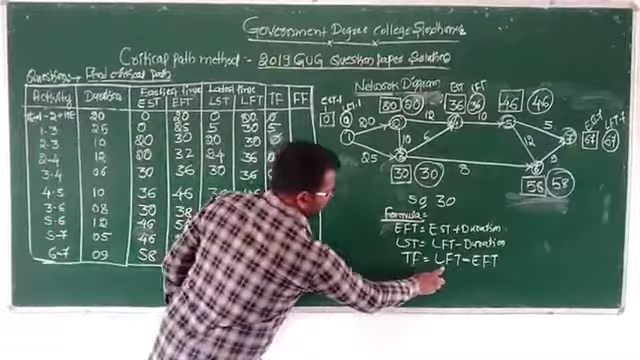 Government Degree College Sindhanur
Critical path method - 2019 GUG Question paper Solution
Question:→ Find critical path
Activity Duration Earliest time Latest time TF FF
EST EFT LST LFT
1-2 20 0 20 0 20 0
1-3 25 0 25 5 30 5
2-3 10 20 30 20 30
2-4 12 20 32 24 36
3-4 06 30 36 30 36
4-5 10 36 46
3-6 08 30 38
5-6 12 46
5-7 05 46
6-7 09 58
Network Diagram
EST LFT
20 20 12 36 36 10 46 46
0 20 10 6 5 67 67
1 25 12 9
30 30 8 58 58
59 30
Formula:
EFT = EST + Duration
LST = LFT - Duration
TF = LFT - EFT